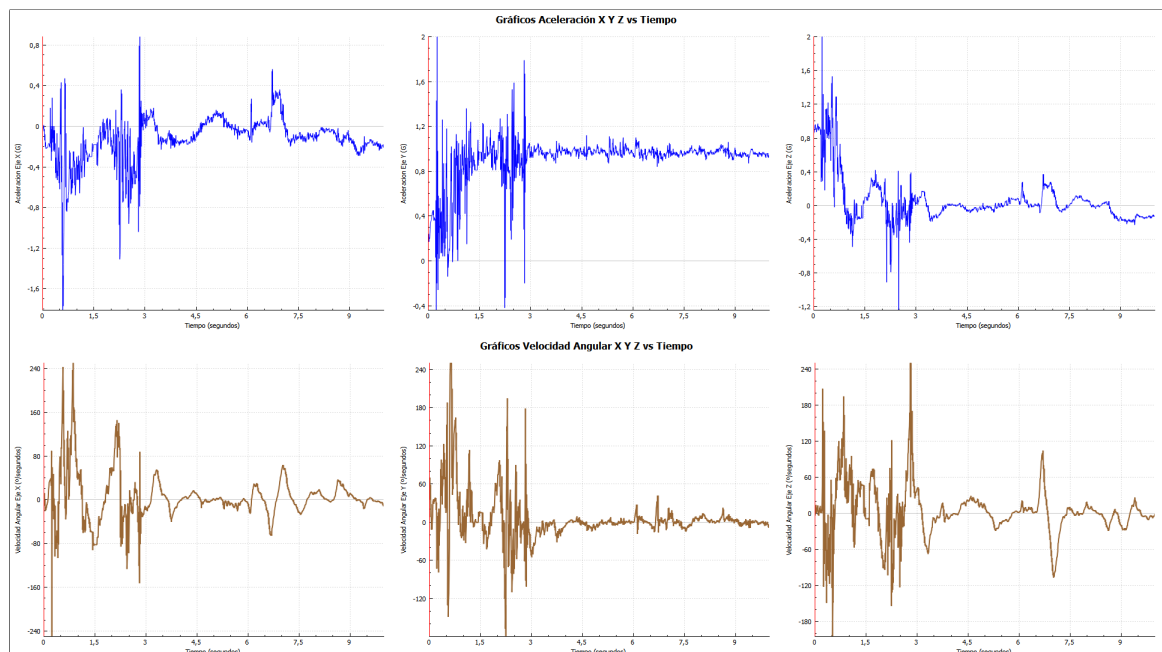 Gráficos Aceleración X Y Z vs Tiempo
Aceleracion Eje X (G)
0,8
0,4
0
-0,4
-0,8
-1,2
-1,6
0 1,5 3 4,5 6 7,5 9
Tiempo (segundos)
Aceleración Eje Y (G)
2
1,6
1,2
0,8
0,4
0
-0,4
0 1,5 3 4,5 6 7,5 9
Tiempo (segundos)
Aceleración Eje Z (G)
2
1,6
1,2
0,8
0,4
0
-0,4
-0,8
-1,2
0 1,5 3 4,5 6 7,5 9
Tiempo (segundos)
Gráficos Velocidad Angular X Y Z vs Tiempo
Velocidad Angular Eje X (º/segundos)
240
160
80
0
-80
-160
-240
0 1,5 3 4,5 6 7,5 9
Tiempo (segundos)
Velocidad Angular Eje Y (º/segundos)
240
180
120
60
0
-60
-120
0 1,5 3 4,5 6 7,5 9
Tiempo (segundos)
Velocidad Angular Eje Z (º/segundos)
240
180
120
60
0
-60
-120
-180
0 1,5 3 4,5 6 7,5 9
Tiempo (segundos)